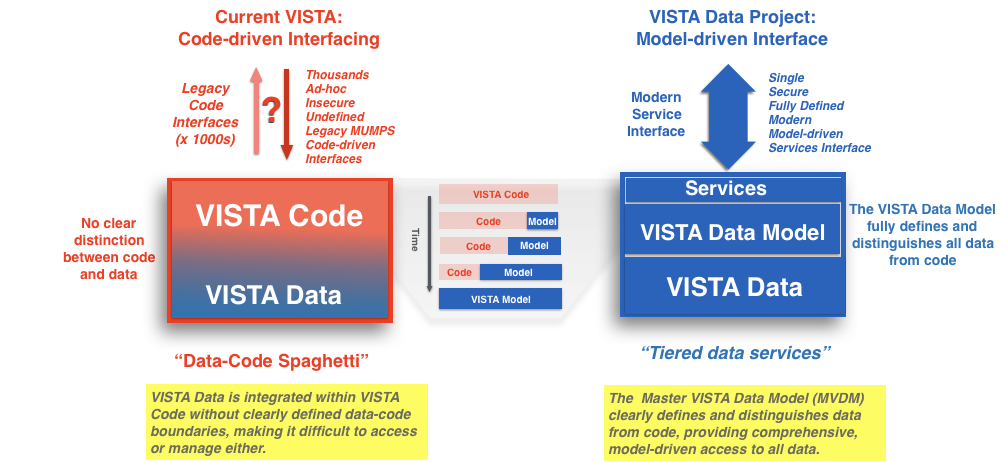 Current VISTA:
Code-driven Interfacing
Legacy
Code
Interfaces
(x 1000s)
?
Thousands
Ad-hoc
Insecure
Undefined
Legacy MUMPS
Code-driven
Interfaces
No clear
distinction
between code
and data
VISTA Code
VISTA Data
“Data-Code Spaghetti”
VISTA Data is integrated within VISTA
Code without clearly defined data-code
boundaries, making it difficult to access
or manage either.
Time
VISTA Code
Code Model
Code Model
Code Model
VISTA Model
VISTA Data Project:
Model-driven Interface
Modern
Service
Interface
Single
Secure
Fully Defined
Modern
Model-driven
Services Interface
Services
VISTA Data Model
VISTA Data
The VISTA Data Model
fully defines and
distinguishes all data
from code
“Tiered data services”
The Master VISTA Data Model (MVDM)
clearly defines and distinguishes data
from code, providing comprehensive,
model-driven access to all data.